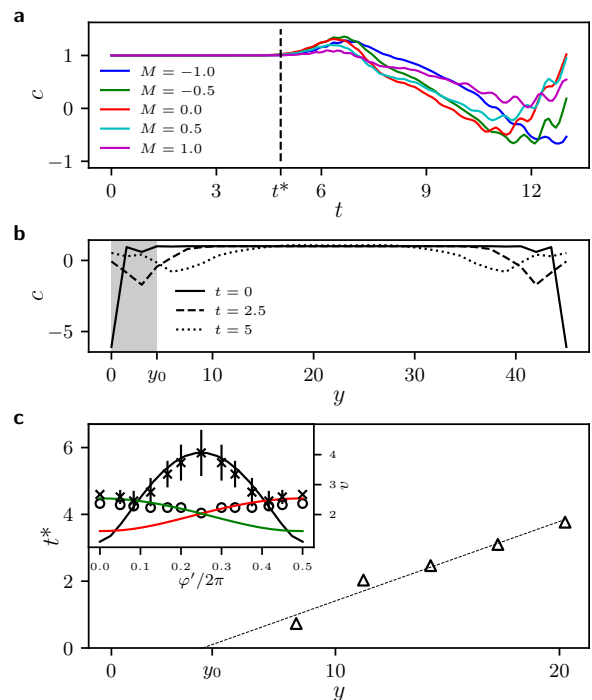 a
1
0
−1
c
M = −1.0
M = −0.5
M = 0.0
M = 0.5
M = 1.0
0 3 t* 6 9 12
t
b
0
−5
c
t = 0
t = 2.5
t = 5
0 y₀ 10 20 30 40
y
c
6
4
2
0
t*
4
3
2
v
0.0 0.1 0.2 0.3 0.4 0.5
φ′/2π
0 y₀ 10 20
y